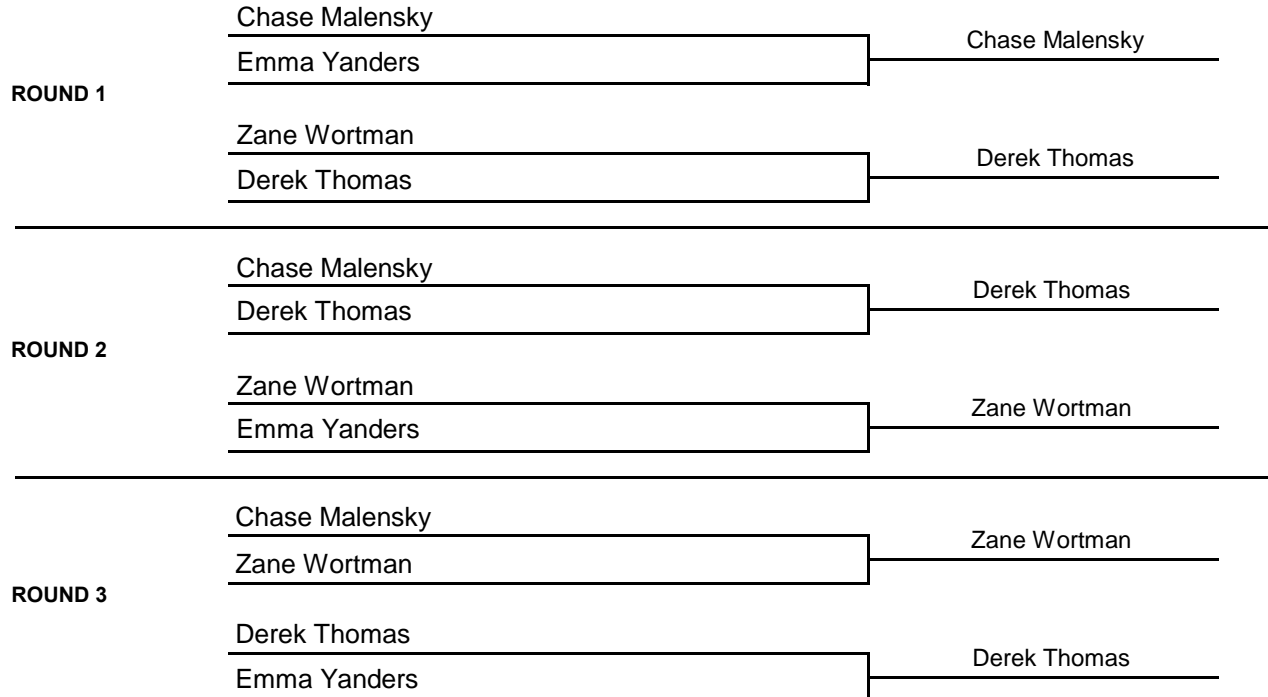 Chase Malensky
Chase Malensky
Emma Yanders
ROUND 1
Zane Wortman
Derek Thomas
Derek Thomas
Chase Malensky
Derek Thomas
Derek Thomas
ROUND 2
Zane Wortman
Zane Wortman
Emma Yanders
Chase Malensky
Zane Wortman
Zane Wortman
ROUND 3
Derek Thomas
Derek Thomas
Emma Yanders